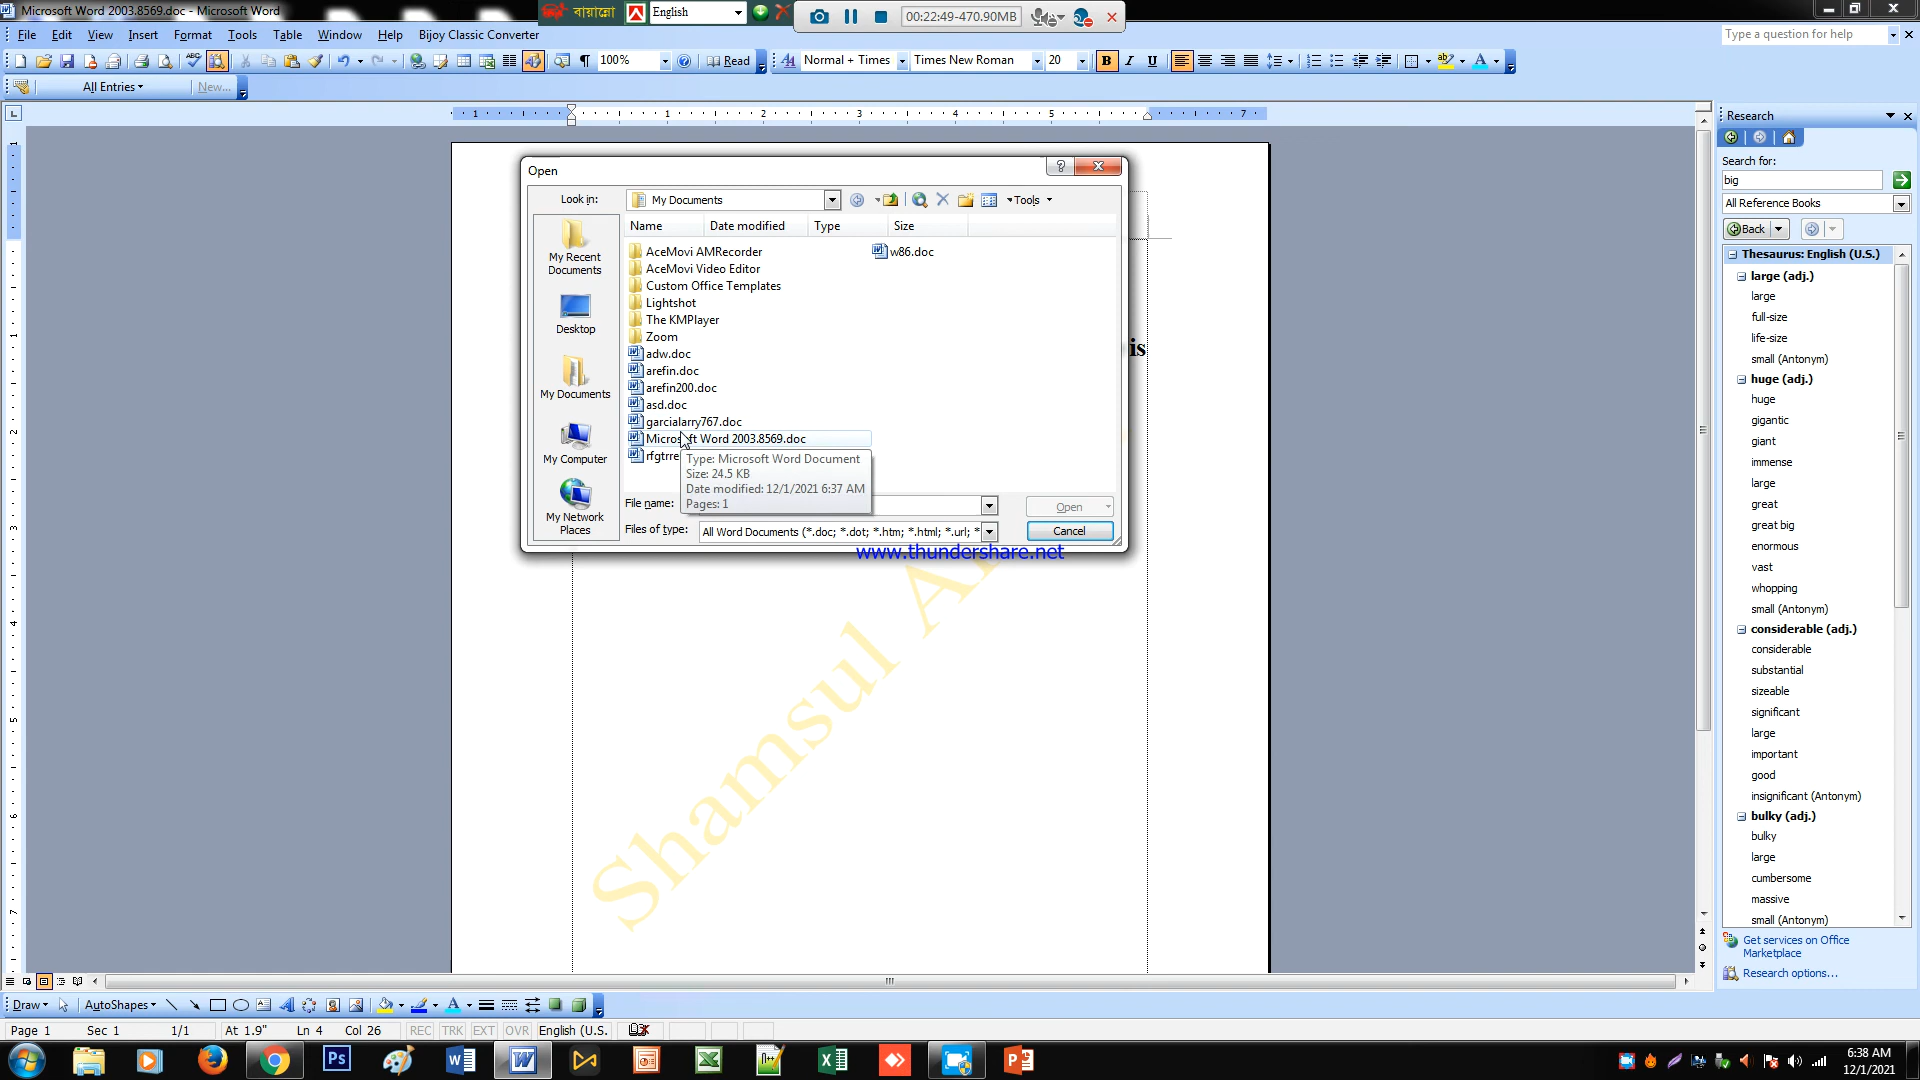 Microsoft Word 2003.8569.doc - Microsoft Word
বায়ান্নো English 00:22:49-470.90MB
File Edit View Insert Format Tools Table Window Help Bijoy Classic Converter
Type a question for help
100% Read Normal + Times Times New Roman 20 B I U
All Entries New...
Research
Search for:
big
All Reference Books
Back
Thesaurus: English (U.S.)
large (adj.)
large
full-size
life-size
small (Antonym)
huge (adj.)
huge
gigantic
giant
immense
large
great
great big
enormous
vast
whopping
small (Antonym)
considerable (adj.)
considerable
substantial
sizeable
significant
large
important
good
insignificant (Antonym)
bulky (adj.)
large
bulky
cumbersome
massive
small (Antonym)
Get services on Office
Marketplace
Research options...
Open
Look in: My Documents Tools
Name Date modified Type Size
My Recent
Documents
Desktop
My Documents
My Computer
My Network
Places
AceMovi AMRecorder
AceMovi Video Editor
Custom Office Templates
Lightshot
The KMPlayer
Zoom
adw.doc
arefin.doc
arefin200.doc
asd.doc
garcialarry767.doc
Microsoft Word 2003.8569.doc
rfgtrre
w86.doc
Type: Microsoft Word Document
Size: 24.5 KB
Date modified: 12/1/2021 6:37 AM
Pages: 1
File name: Open
Files of type: All Word Documents (*.doc; *.dot; *.htm; *.html; *.url; * Cancel
is
www.thundershare.net
Shamsul A
Draw AutoShapes
Page 1 Sec 1 1/1 At 1.9" Ln 4 Col 26 REC TRK EXT OVR English (U.S.
6:38 AM
12/1/2021